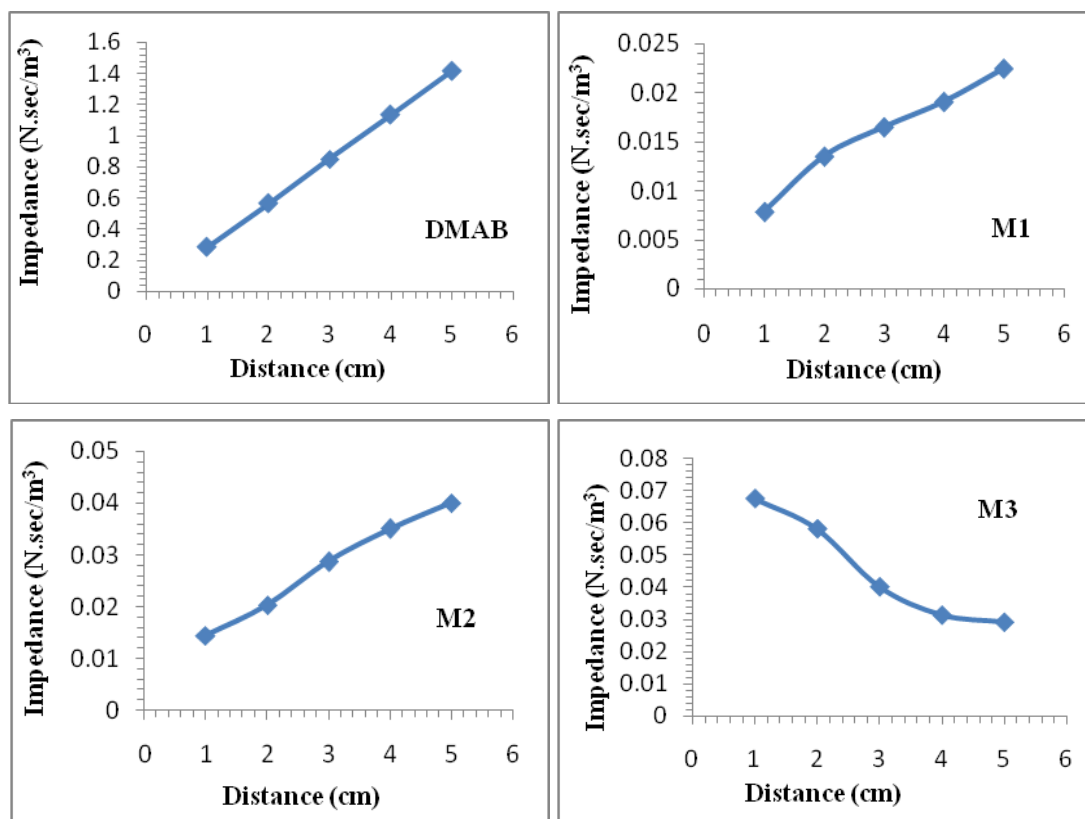 Impedance (N.sec/m³)
1.6
1.4
1.2
1
0.8
0.6
0.4
0.2
0
DMAB
0 1 2 3 4 5 6
Distance (cm)
Impedance (N.sec/m³)
0.025
0.02
0.015
0.01
0.005
0
M1
0 1 2 3 4 5 6
Distance (cm)
Impedance (N.sec/m³)
0.05
0.04
0.03
0.02
0.01
0
M2
0 1 2 3 4 5 6
Distance (cm)
Impedance (N.sec/m³)
0.08
0.07
0.06
0.05
0.04
0.03
0.02
0.01
0
M3
0 1 2 3 4 5 6
Distance (cm)